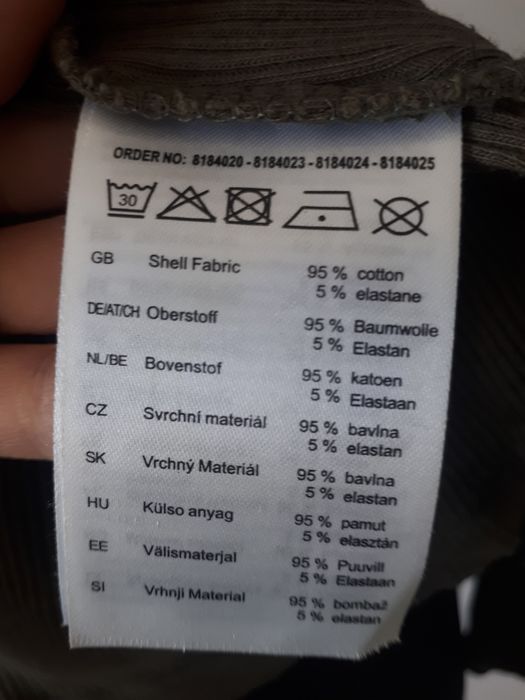 ORDER NO: 8184020 - 8184023 - 8184024 - 8184025
30
GB Shell Fabric 95 % cotton
5 % elastane
DE/AT/CH Oberstoff 95 % Baumwolle
5 % Elastan
NL/BE Bovenstof 95 % katoen
5 % Elastaan
CZ Svrchní materiál 95 % bavlna
5 % elastan
SK Vrchný Materiál 95 % bavlna
5 % elastan
HU Külso anyag 95 % pamut
5 % elasztán
EE Välismaterjal 95 % Puuvill
5 % Elastaan
SI Vrhnji Material 95 % bombaž
5 % elastan